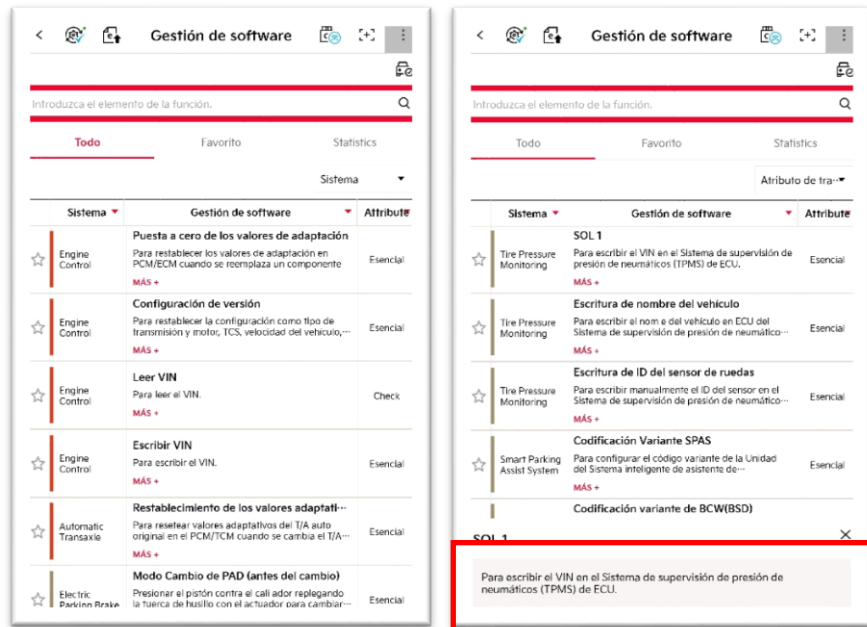 Gestión de software
Introduzca el elemento de la función.
Todo Favorito Statistics
Sistema
Sistema Gestión de software Attribute
Puesta a cero de los valores de adaptación
Engine Control
Para restablecer los valores de adaptación en
PCM/ECM cuando se reemplaza un componente
Esencial
MÁS +
Configuración de versión
Engine Control
Para restablecer la configuración como tipo de
transmisión y motor, TCS, velocidad del vehículo,···
Esencial
MÁS +
Leer VIN
Engine Control
Para leer el VIN.
Check
MÁS +
Escribir VIN
Engine Control
Para escribir el VIN.
Esencial
MÁS +
Restablecimiento de los valores adaptati···
Automatic Transaxle
Para resetear valores adaptativos del T/A auto
original en el PCM/TCM cuando se cambia el T/A···
Esencial
MÁS +
Modo Cambio de PAD (antes del cambio)
Electric Parking Brake
Presionar el pistón contra el cali ador replegando
la tuerca de husillo con el actuador para cambiar···
Esencial
Gestión de software
Introduzca el elemento de la función.
Todo Favorito Statistics
Atributo de tra···
Sistema Gestión de software Attribute
SOL 1
Tire Pressure Monitoring
Para escribir el VIN en el Sistema de supervisión de
presión de neumáticos (TPMS) de ECU.
Esencial
MÁS +
Escritura de nombre del vehículo
Tire Pressure Monitoring
Para escribir el nom e del vehículo en ECU del
Sistema de supervisión de presión de neumático···
Esencial
MÁS +
Escritura de ID del sensor de ruedas
Tire Pressure Monitoring
Para escribir manualmente el ID del sensor en el
Sistema de supervisión de presión de neumático···
Esencial
MÁS +
Codificación Variante SPAS
Smart Parking Assist System
Para configurar el código variante de la Unidad
del Sistema inteligente de asistente de···
Esencial
MÁS +
Codificación variante de BCW(BSD)
SOL 1
Para escribir el VIN en el Sistema de supervisión de presión de
neumáticos (TPMS) de ECU.